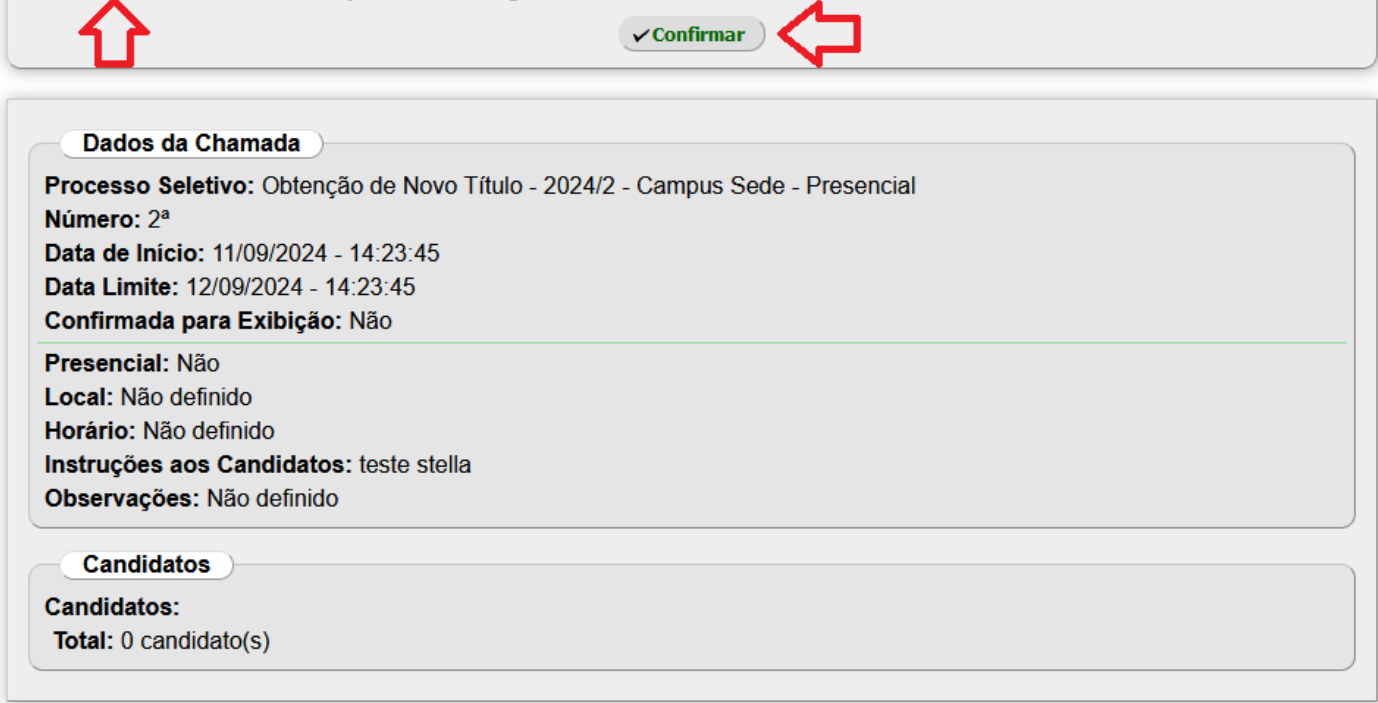 ✓Confirmar
Dados da Chamada
Processo Seletivo: Obtenção de Novo Título - 2024/2 - Campus Sede - Presencial
Número: 2ª
Data de Início: 11/09/2024 - 14:23:45
Data Limite: 12/09/2024 - 14:23:45
Confirmada para Exibição: Não
Presencial: Não
Local: Não definido
Horário: Não definido
Instruções aos Candidatos: teste stella
Observações: Não definido
Candidatos
Candidatos:
Total: 0 candidato(s)